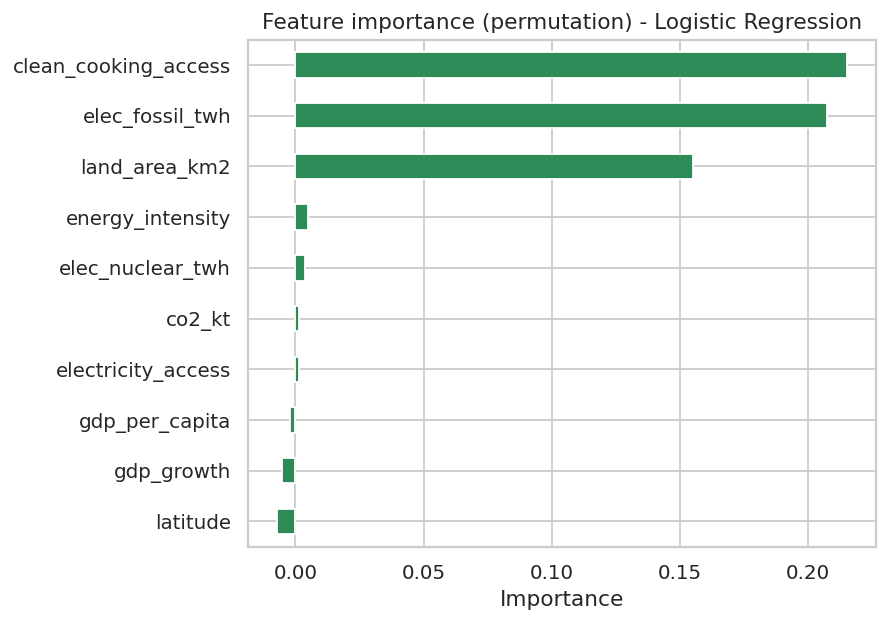 Feature importance (permutation) - Logistic Regression
clean_cooking_access
elec_fossil_twh
land_area_km2
energy_intensity
elec_nuclear_twh
co2_kt
electricity_access
gdp_per_capita
gdp_growth
latitude
0.00 0.05 0.10 0.15 0.20
Importance